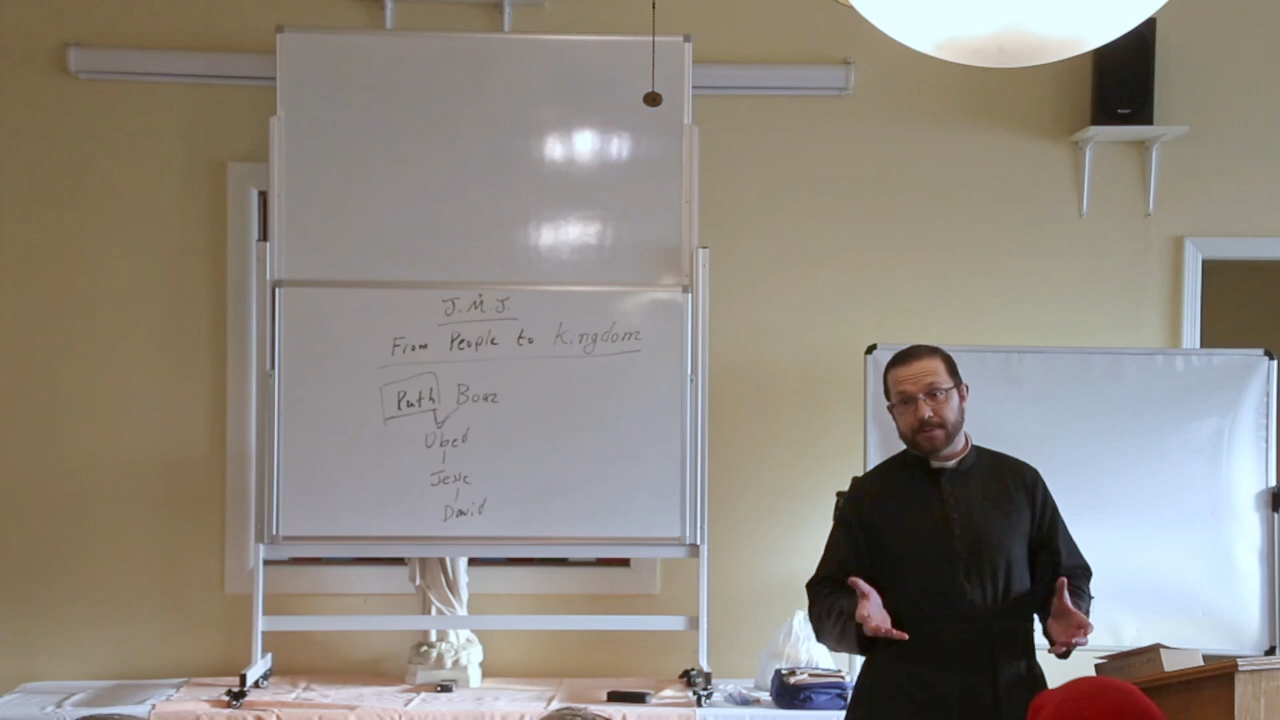 J.M.J.
From People to Kingdom
Ruth Boaz
Obed
Jesse
David